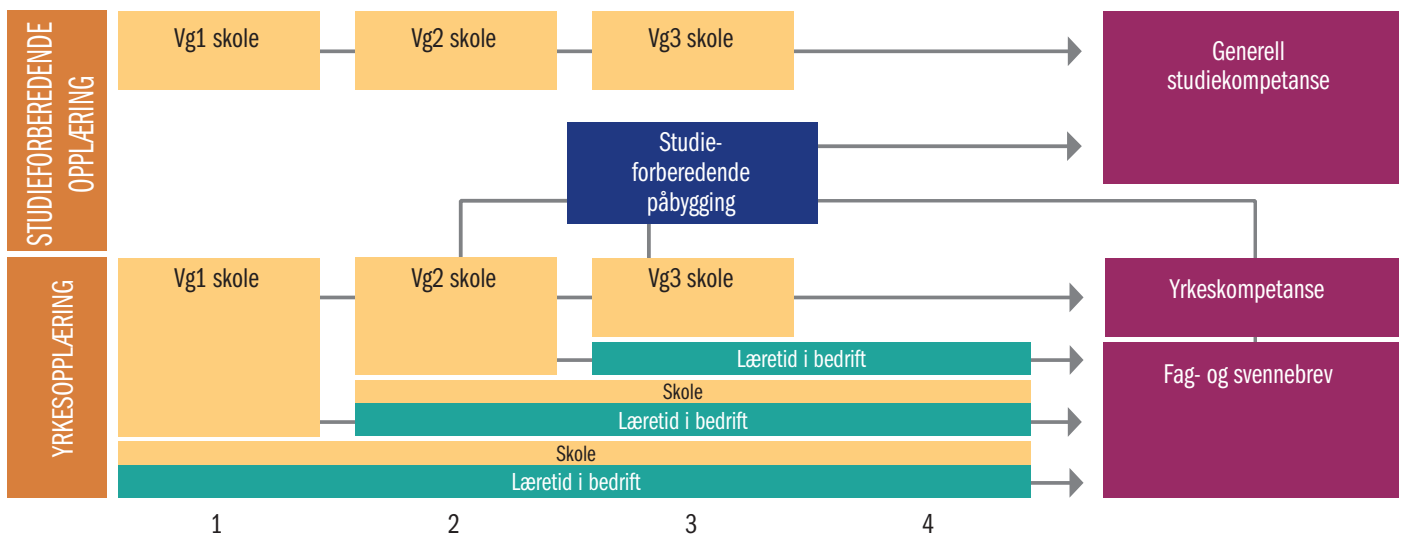 STUDIEFORBEREDENDE
OPPLÆRING
Vg1 skole
Vg2 skole
Vg3 skole
Generell
studiekompetanse
Studie-
forberedende
påbygging
YRKESOPPLÆRING
Vg1 skole
Vg2 skole
Vg3 skole
Yrkeskompetanse
Læretid i bedrift
Fag- og svennebrev
Skole
Læretid i bedrift
Skole
Læretid i bedrift
1
2
3
4